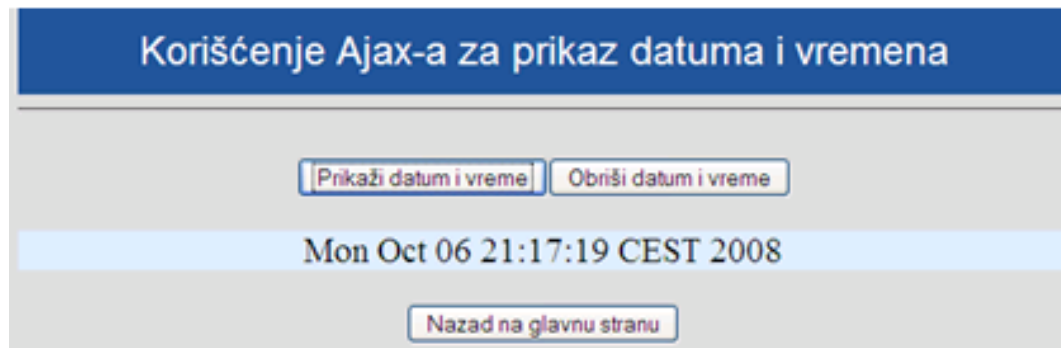 Korišćenje Ajax-a za prikaz datuma i vremena
Prikaži datum i vreme Obriši datum i vreme
Mon Oct 06 21:17:19 CEST 2008
Nazad na glavnu stranu